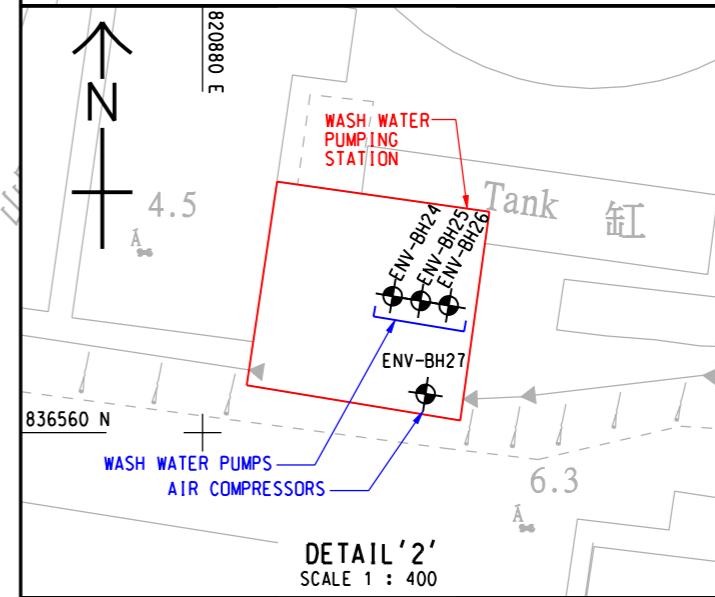 820880 E
N
WASH WATER
PUMPING
STATION
4.5
Tank 缸
ENV-BH24
ENV-BH25
ENV-BH26
ENV-BH27
836560 N
WASH WATER PUMPS
AIR COMPRESSORS
6.3
DETAIL '2'
SCALE 1 : 400